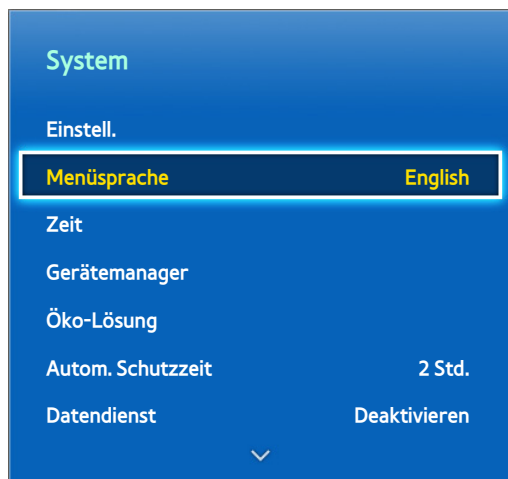 System
Einstell.
Menüsprache English
Zeit
Gerätemanager
Öko-Lösung
Autom. Schutzzeit 2 Std.
Datendienst Deaktivieren